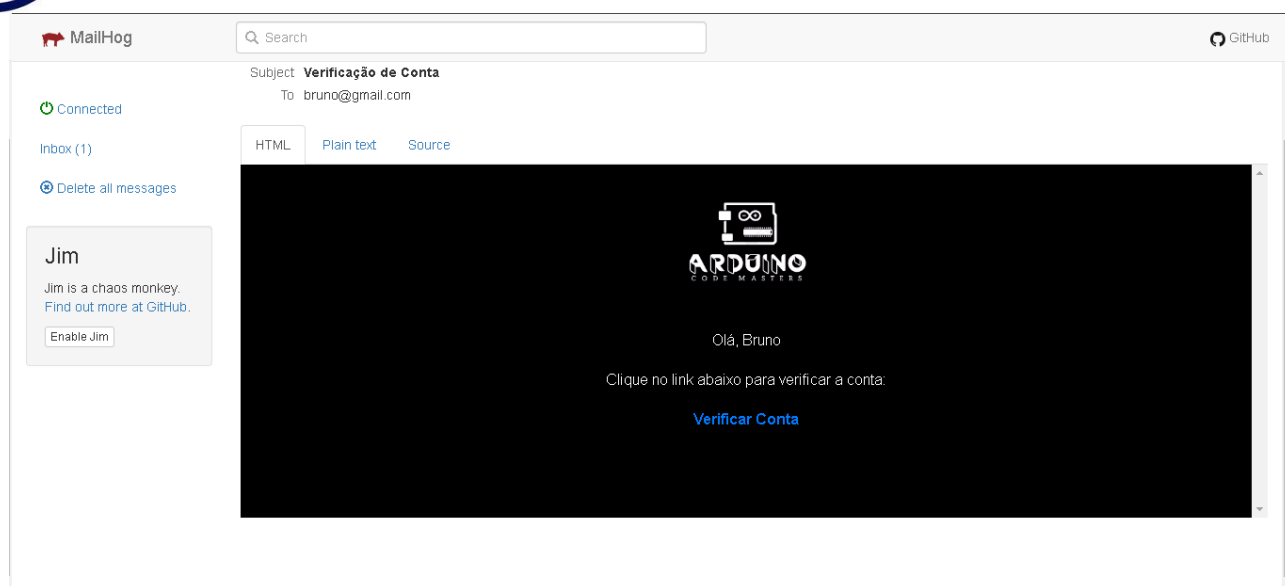 MailHog
Search
GitHub
Subject Verificação de Conta
To bruno@gmail.com
Connected
Inbox (1)
Delete all messages
HTML Plain text Source
Jim
Jim is a chaos monkey.
Find out more at GitHub.
Enable Jim
ARDUINO
CODE MASTERS
Olá, Bruno
Clique no link abaixo para verificar a conta:
Verificar Conta